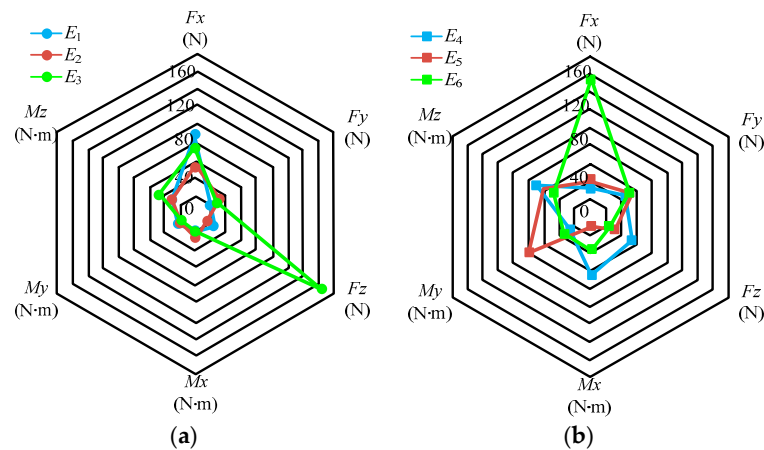 Fx
(N)
E1
E2
E3
160
120
80
40
0
Fy
(N)
Fz
(N)
Mx
(N·m)
My
(N·m)
Mz
(N·m)
(a)
Fx
(N)
E4
E5
E6
160
120
80
40
0
Fy
(N)
Fz
(N)
Mx
(N·m)
My
(N·m)
Mz
(N·m)
(b)